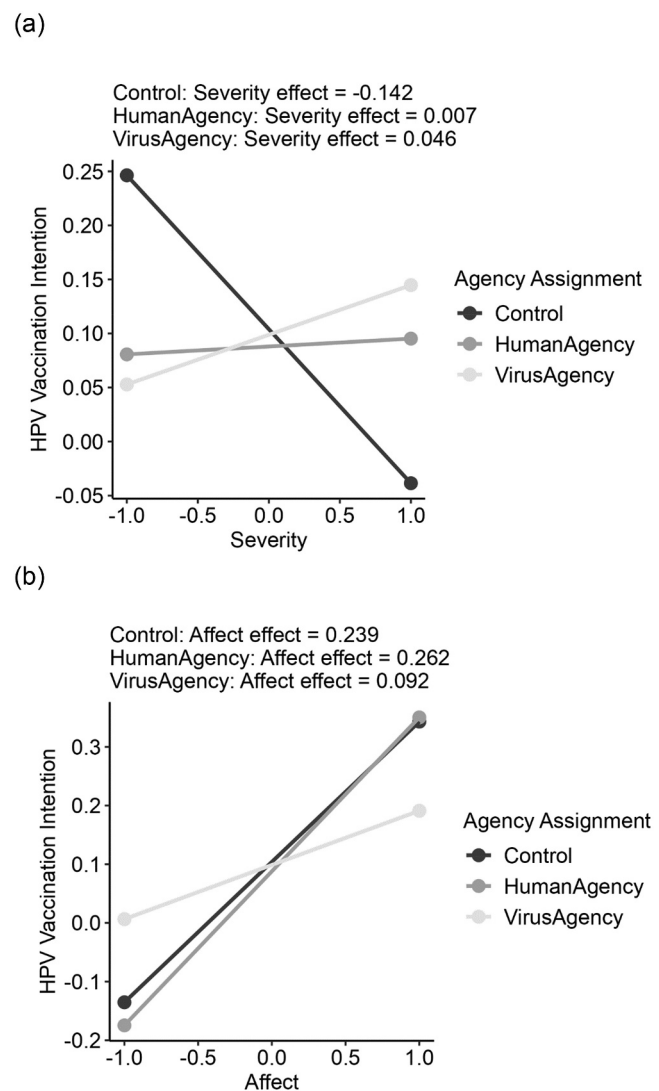 (a)
Control: Severity effect = -0.142
HumanAgency: Severity effect = 0.007
VirusAgency: Severity effect = 0.046
HPV Vaccination Intention
0.25
0.20
0.15
0.10
0.05
0.00
-0.05
-1.0 -0.5 0.0 0.5 1.0
Severity
Agency Assignment
Control
HumanAgency
VirusAgency
(b)
Control: Affect effect = 0.239
HumanAgency: Affect effect = 0.262
VirusAgency: Affect effect = 0.092
HPV Vaccination Intention
0.3
0.2
0.1
0.0
-0.1
-0.2
-1.0 -0.5 0.0 0.5 1.0
Affect
Agency Assignment
Control
HumanAgency
VirusAgency